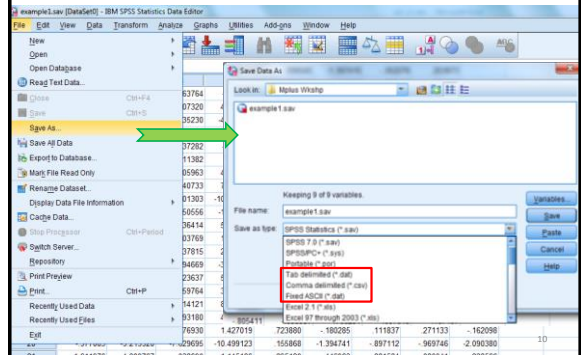 example1.sav [DataSet0] - IBM SPSS Statistics Data Editor
File Edit View Data Transform Analyze Graphs Utilities Add-ons Window Help
New
Open
Open Database
Read Text Data...
Close Ctrl+F4
Save Ctrl+S
Save As...
Save All Data
Export to Database...
Mark File Read Only
Rename Dataset...
Display Data File Information
Cache Data...
Stop Processor Ctrl+Period
Switch Server...
Repository
Print Preview
Print... Ctrl+P
Recently Used Data
Recently Used Files
Exit
63764
07320
35230
37282
11382
05963
40733
01303
50556
36414
03769
37815
94669
23637
59764
14121
93180
76930 1.427019 .723880 -.180285 .111837 .271133 -.162098
-10.499123 .155868 -1.394741 -.897112 -.969746 -2.090380
Save Data As
Look in: Mplus Wkshp
example1.sav
Keeping 9 of 9 variables.
Variables...
File name: example1.sav
Save
Save as type: SPSS Statistics (*.sav)
Paste
SPSS 7.0 (*.sav)
SPSS/PC+ (*.sys)
Cancel
Portable (*.por)
Tab delimited (*.dat)
Help
Comma delimited (*.csv)
Fixed ASCII (*.dat)
Excel 2.1 (*.xls)
Excel 97 through 2003 (*.xls)
10